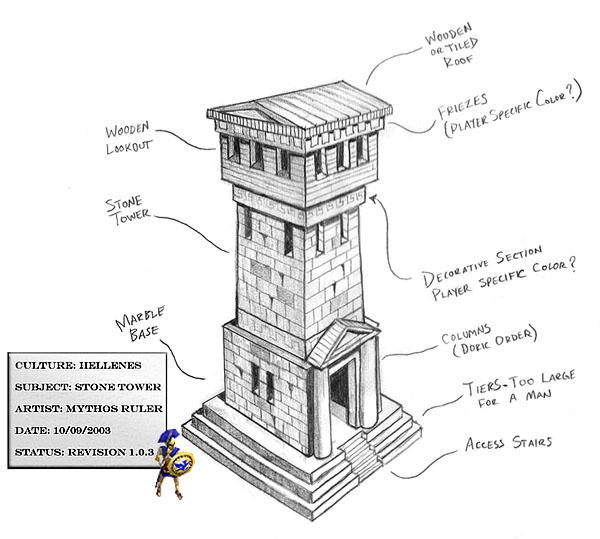 WOODEN
OR TILED
ROOF
FRIEZES
(PLAYER SPECIFIC COLOR?)
WOODEN
LOOKOUT
STONE
TOWER
DECORATIVE SECTION
PLAYER SPECIFIC COLOR?
MARBLE
BASE
COLUMNS
(DORIC ORDER)
TIERS-TOO LARGE
FOR A MAN
ACCESS STAIRS
CULTURE: HELLENES
SUBJECT: STONE TOWER
ARTIST: MYTHOS RULER
DATE: 10/09/2003
STATUS: REVISION 1.0.3